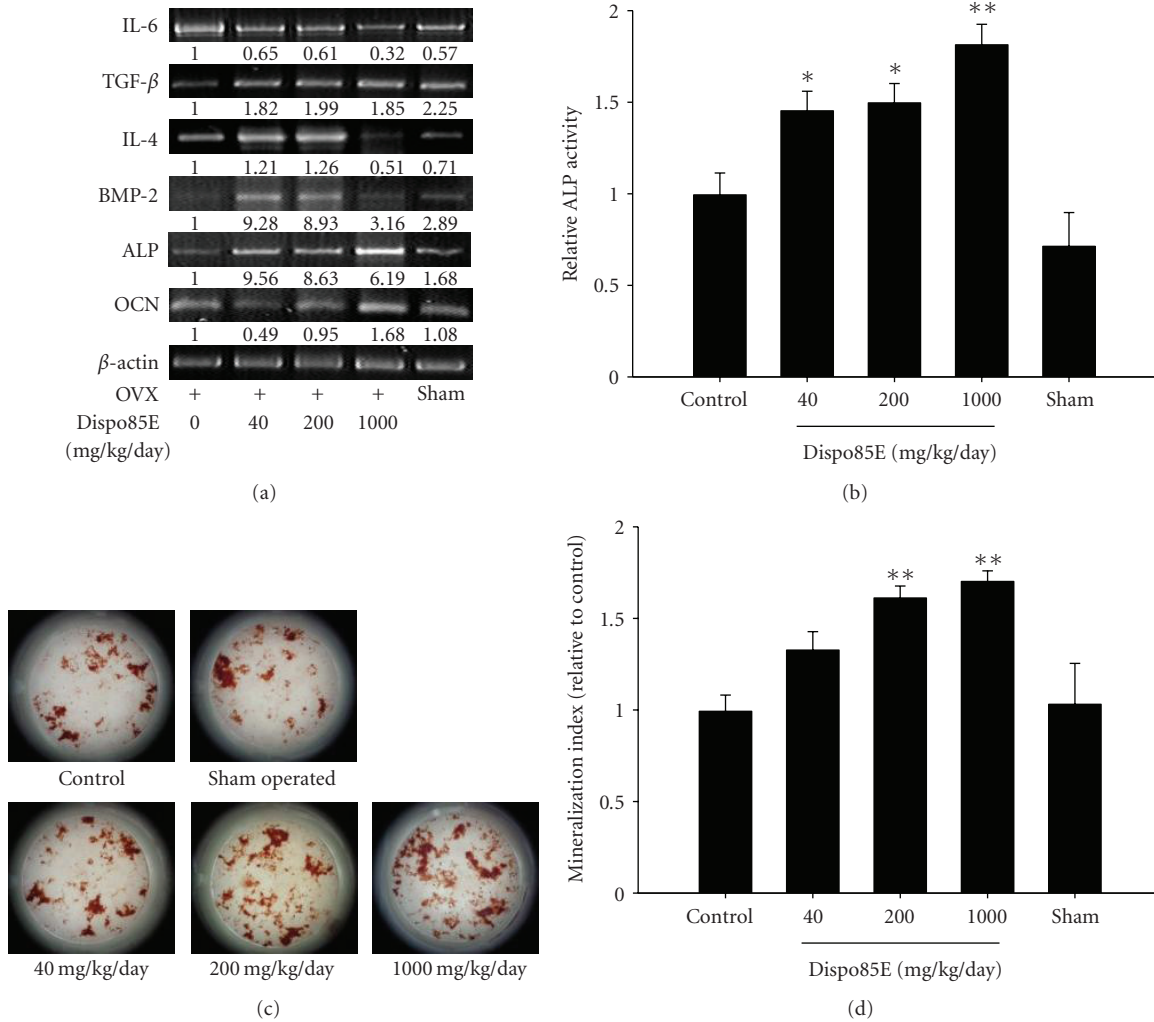 IL-6
1 0.65 0.61 0.32 0.57
TGF-β
1 1.82 1.99 1.85 2.25
IL-4
1 1.21 1.26 0.51 0.71
BMP-2
1 9.28 8.93 3.16 2.89
ALP
1 9.56 8.63 6.19 1.68
OCN
1 0.49 0.95 1.68 1.08
β-actin
OVX + + + + Sham
Dispo85E 0 40 200 1000
(mg/kg/day)
(a)
Relative ALP activity
2
1.5
1
0.5
0
* * **
Control 40 200 1000 Sham
Dispo85E (mg/kg/day)
(b)
Control Sham operated
40 mg/kg/day 200 mg/kg/day 1000 mg/kg/day
(c)
Mineralization index (relative to control)
2
1.5
1
0.5
0
** **
Control 40 200 1000 Sham
Dispo85E (mg/kg/day)
(d)